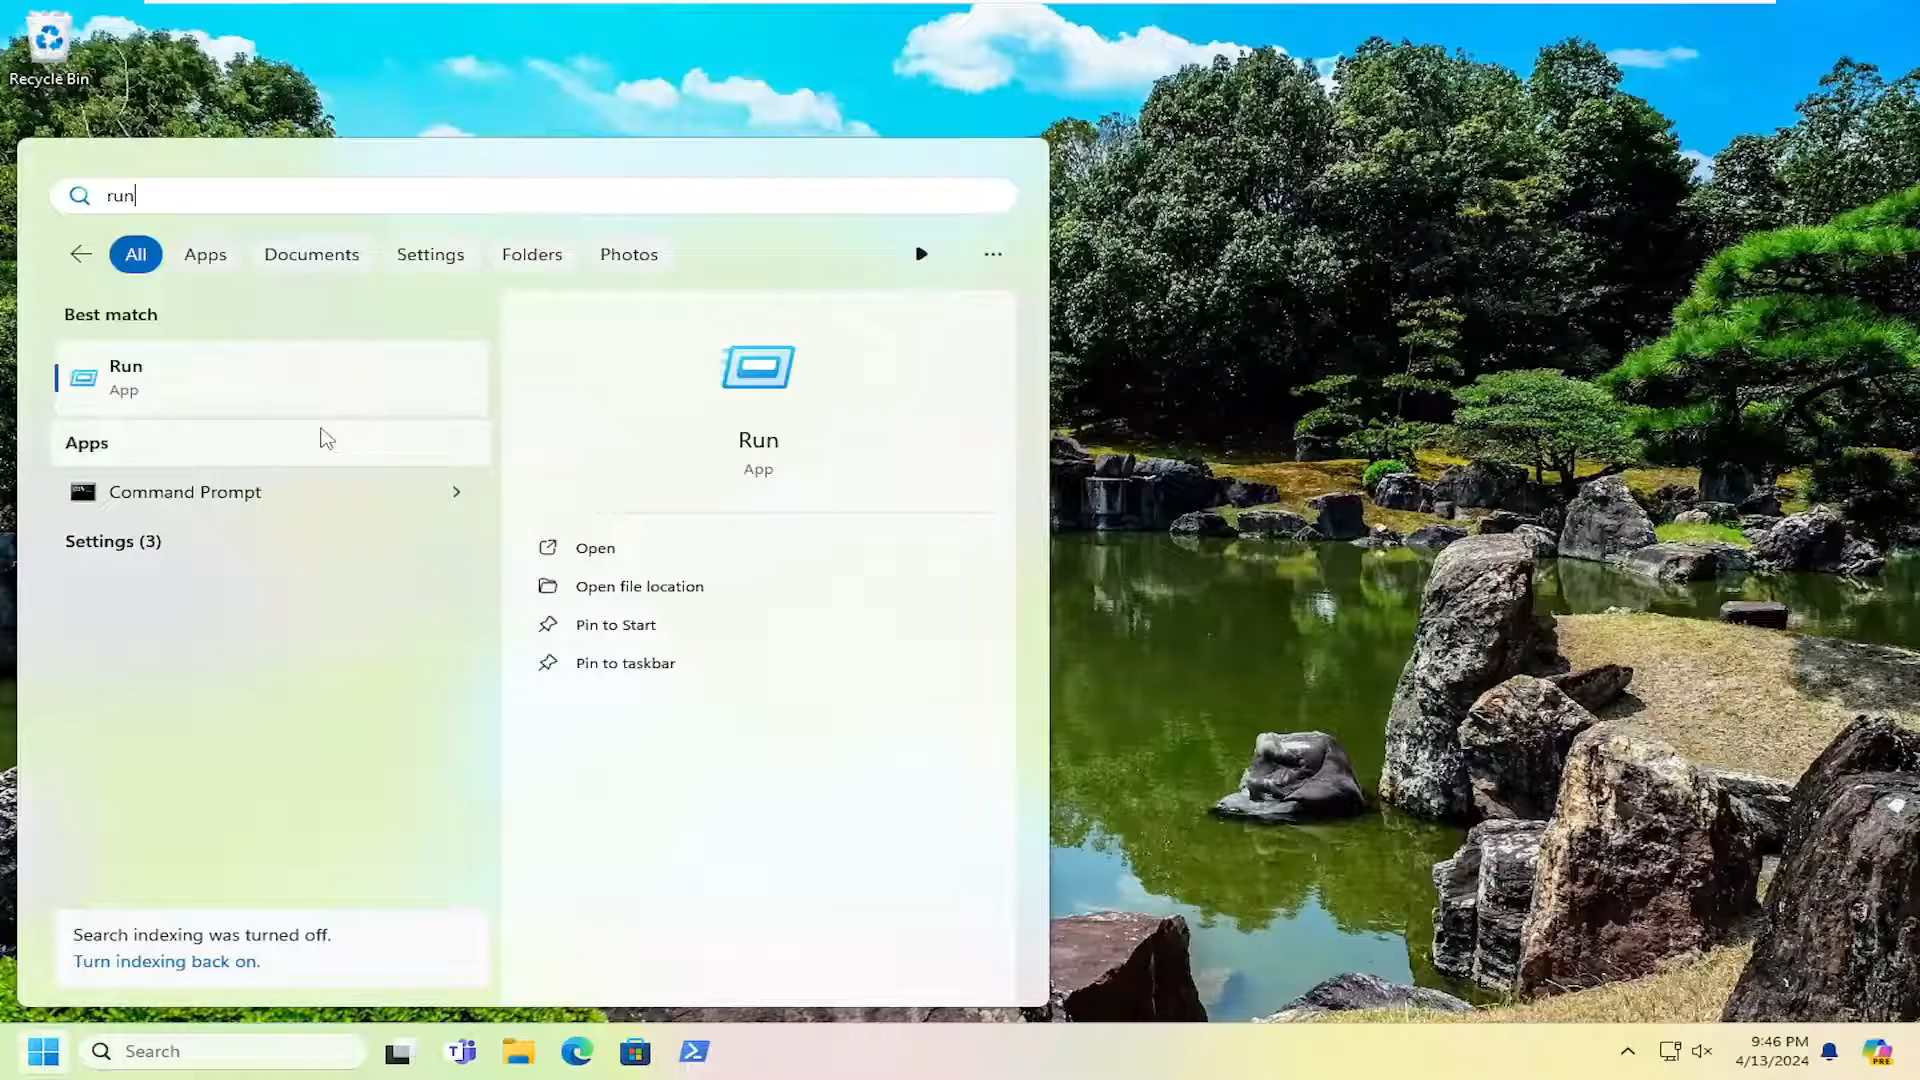 Recycle Bin
run
All
Apps
Documents
Settings
Folders
Photos
Best match
Run
App
Apps
Command Prompt
Settings (3)
Run
App
Open
Open file location
Pin to Start
Pin to taskbar
Search indexing was turned off.
Turn indexing back on.
Search
9:46 PM
4/13/2024
PRE